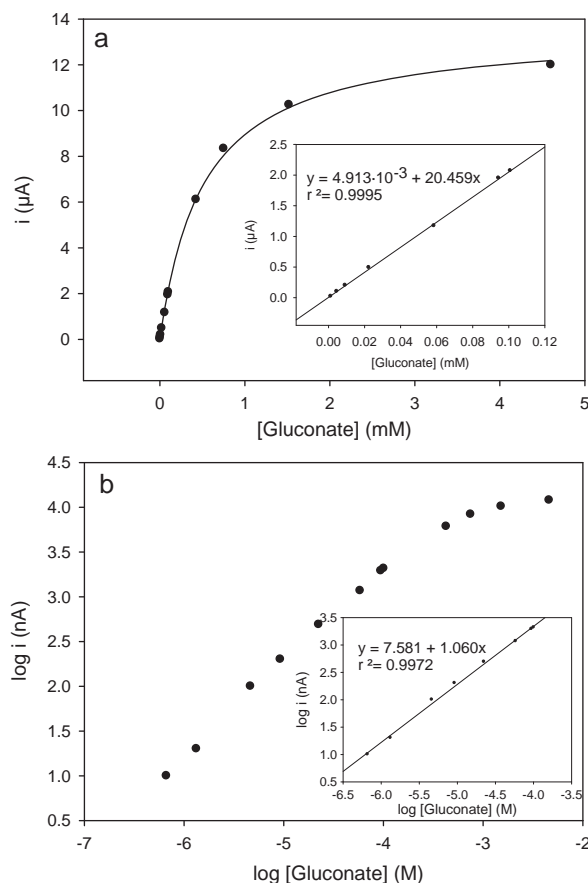 a
14
12
10
8
6
4
2
0
i (µA)
0 1 2 3 4 5
[Gluconate] (mM)
2.5
2.0
1.5
1.0
0.5
0.0
i (µA)
y = 4.913·10-3 + 20.459x
r ²= 0.9995
0.00 0.02 0.04 0.06 0.08 0.10 0.12
[Gluconate] (mM)
b
4.5
4.0
3.5
3.0
2.5
2.0
1.5
1.0
0.5
log i (nA)
-7 -6 -5 -4 -3 -2
log [Gluconate] (M)
3.5
3.0
2.5
2.0
1.5
1.0
0.5
log i (nA)
y = 7.581 + 1.060x
r ²= 0.9972
-6.5 -6.0 -5.5 -5.0 -4.5 -4.0 -3.5
log [Gluconate] (M)